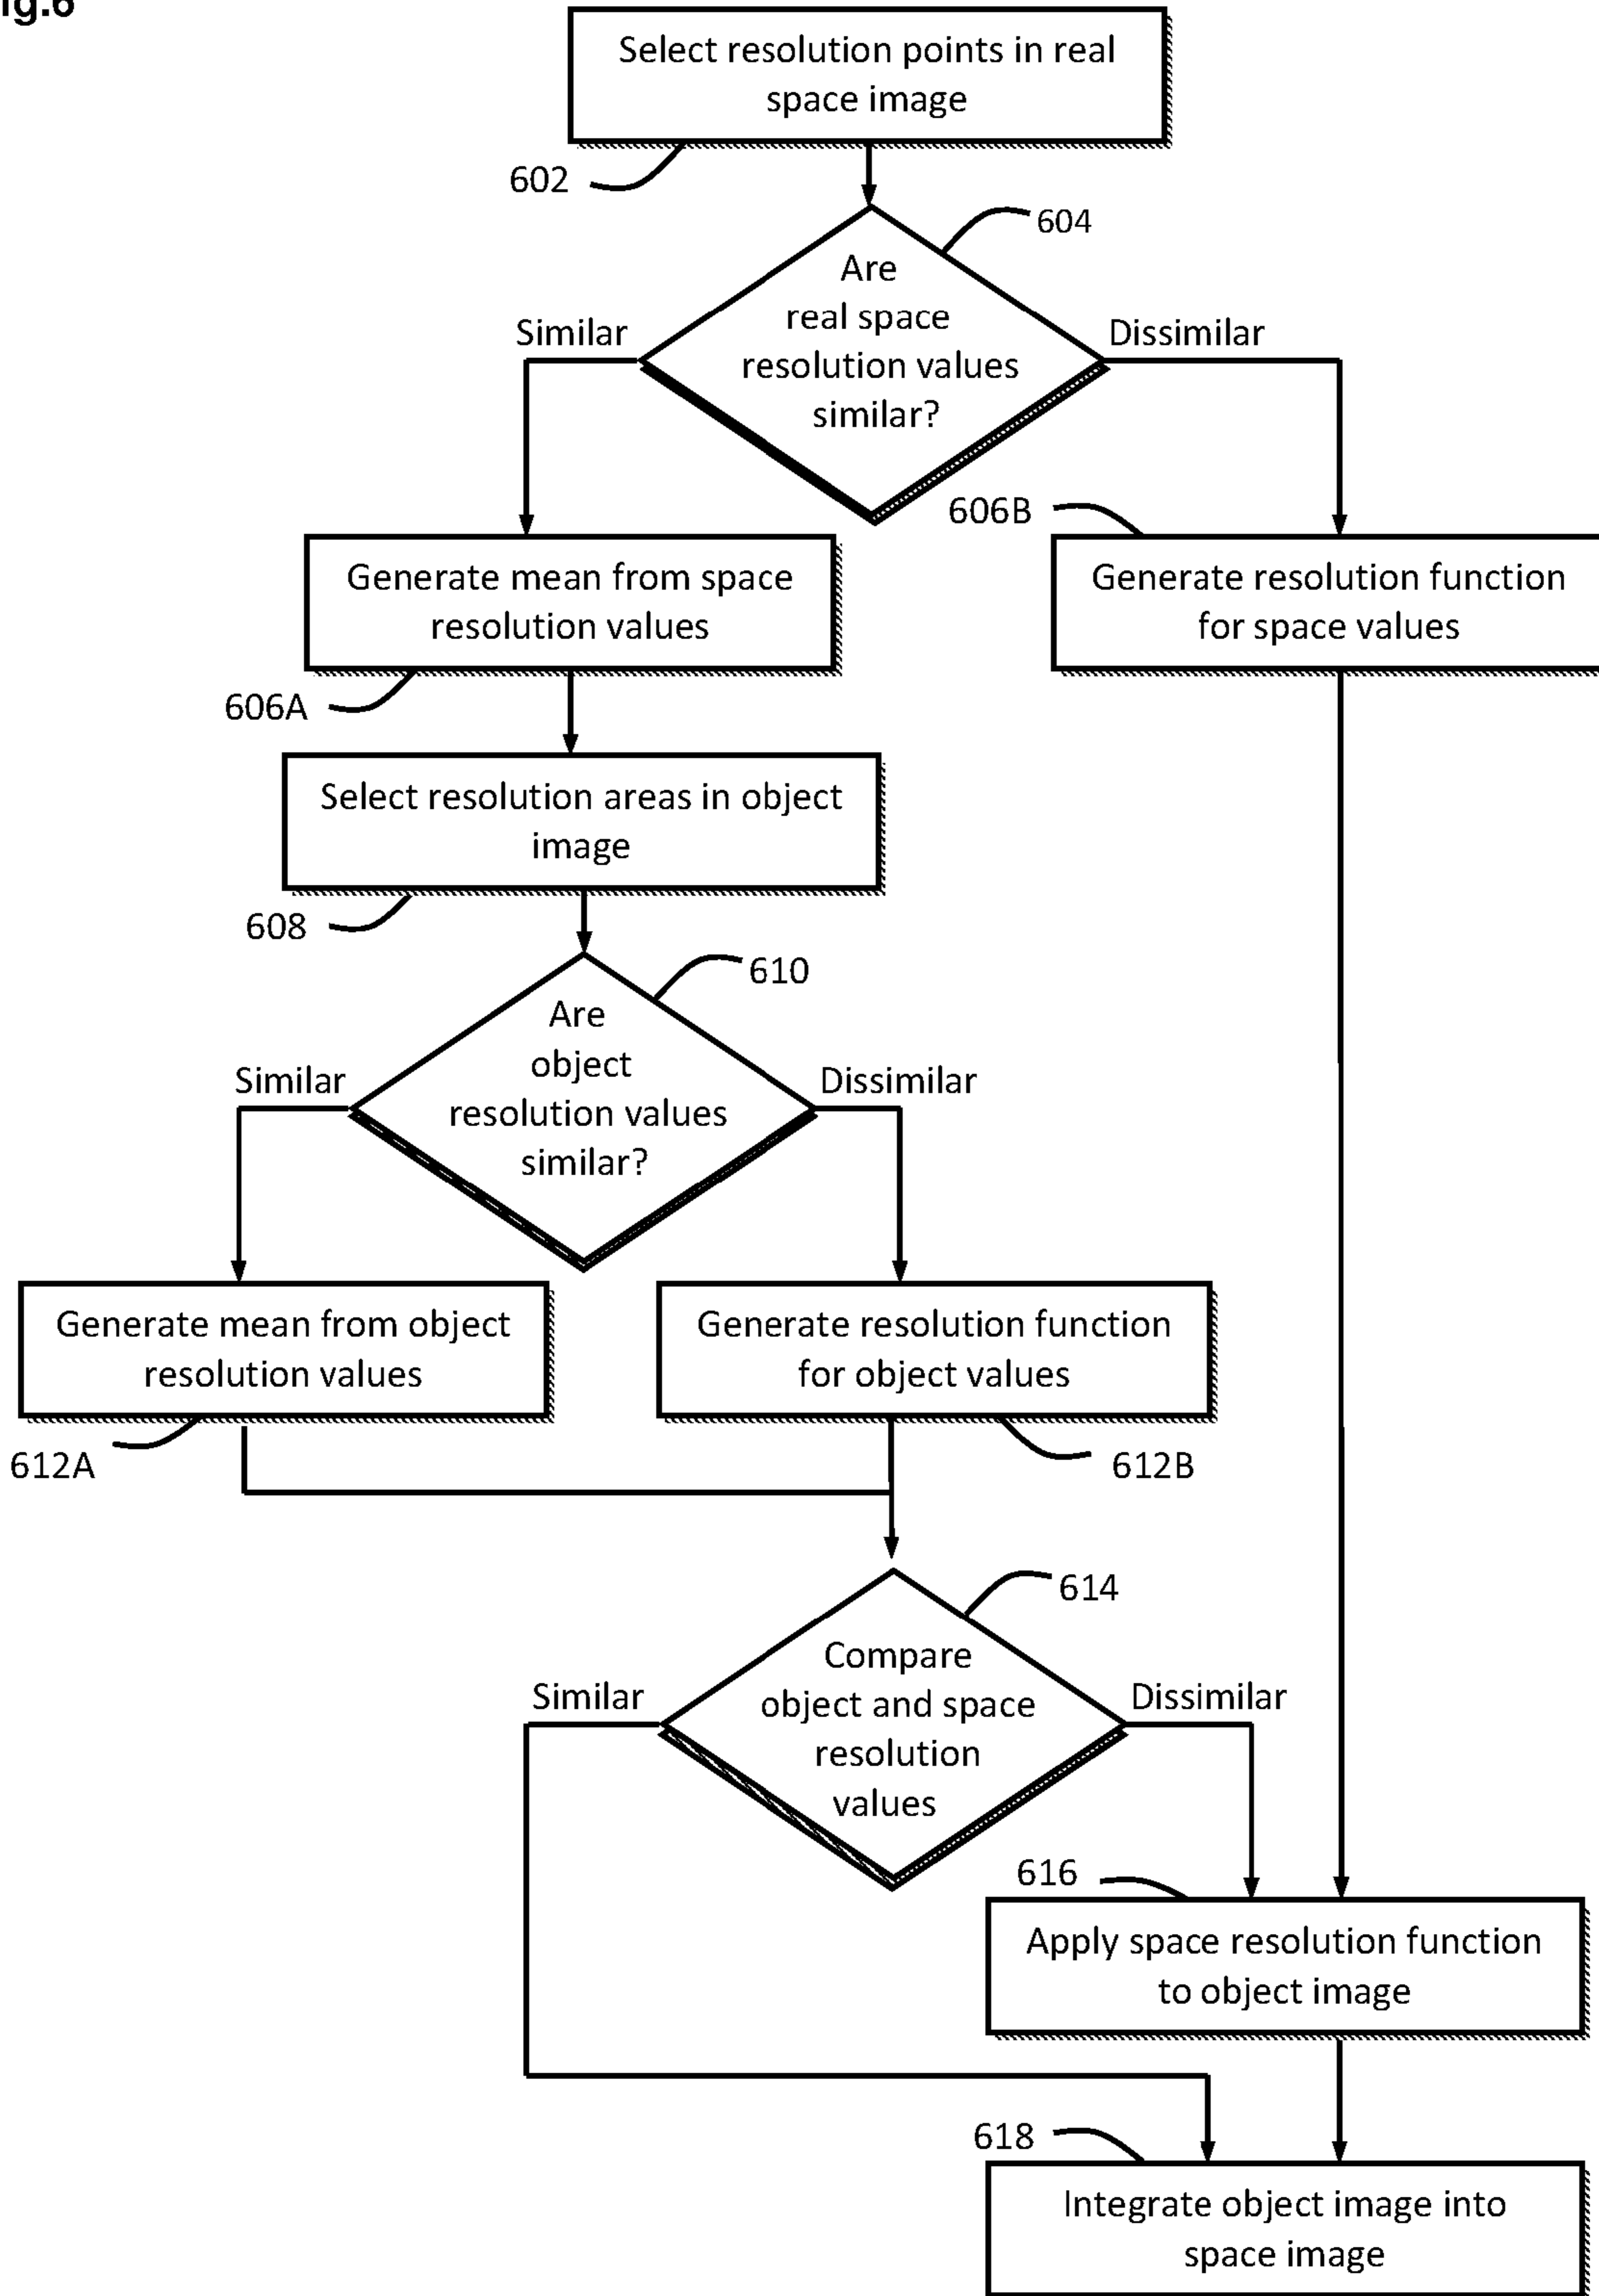 ig.6
Select resolution points in real
space image
602
604
Are
real space
resolution values
similar?
Similar
Dissimilar
606B
Generate mean from space
resolution values
Generate resolution function
for space values
606A
Select resolution areas in object
image
608
610
Are
object
resolution values
similar?
Similar
Dissimilar
Generate mean from object
resolution values
Generate resolution function
for object values
612A
612B
614
Compare
object and space
resolution
values
Similar
Dissimilar
616
Apply space resolution function
to object image
618
Integrate object image into
space image